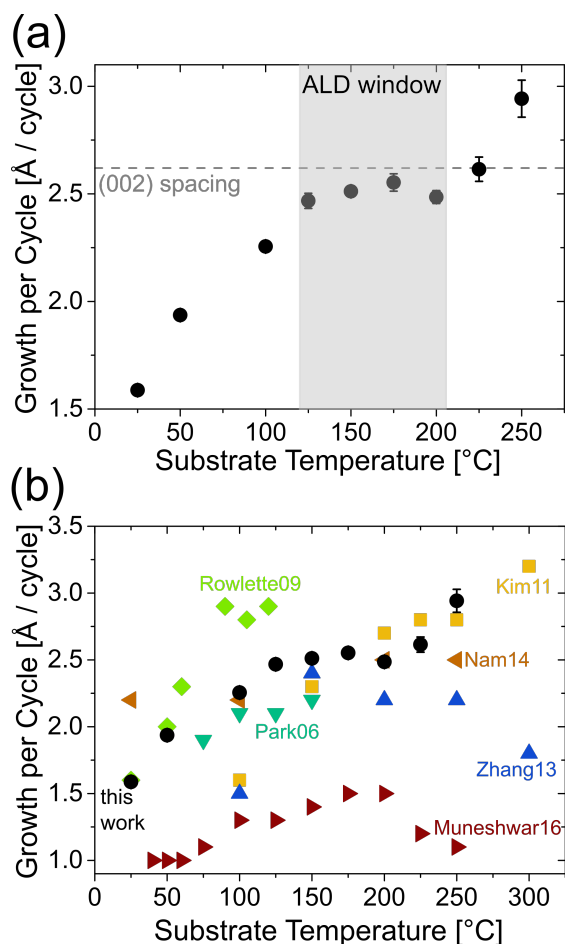 (a)
Growth per Cycle [Å / cycle]
3.0
2.5
2.0
1.5
ALD window
(002) spacing
0 50 100 150 200 250
Substrate Temperature [°C]
(b)
Growth per Cycle [Å / cycle]
3.5
3.0
2.5
2.0
1.5
1.0
Rowlette09
Kim11
Nam14
Park06
Zhang13
this
work
Muneshwar16
0 50 100 150 200 250 300
Substrate Temperature [°C]